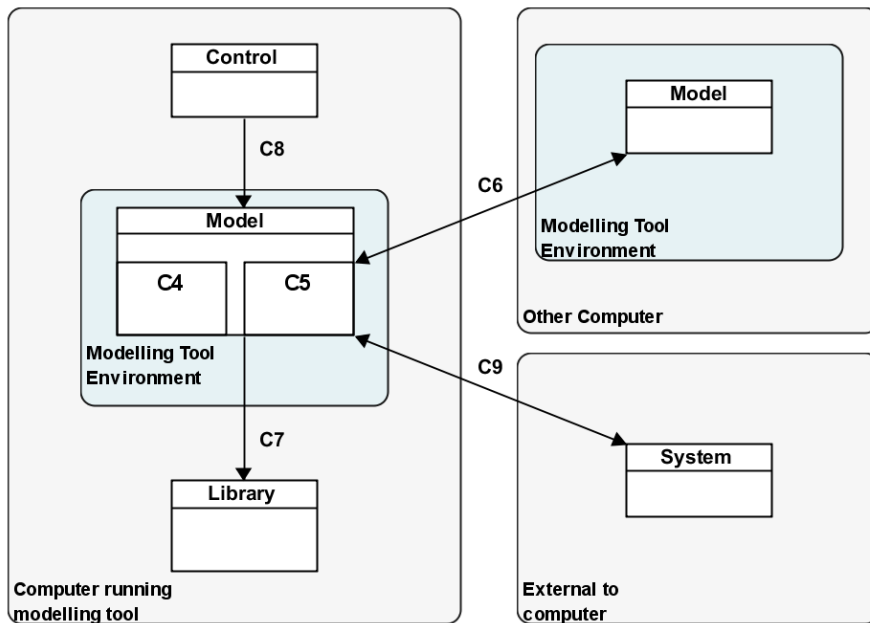 Control
C8
Model
C4
C5
Modelling Tool
Environment
C7
Library
Computer running
modelling tool
C6
Model
Modelling Tool
Environment
Other Computer
C9
System
External to
computer